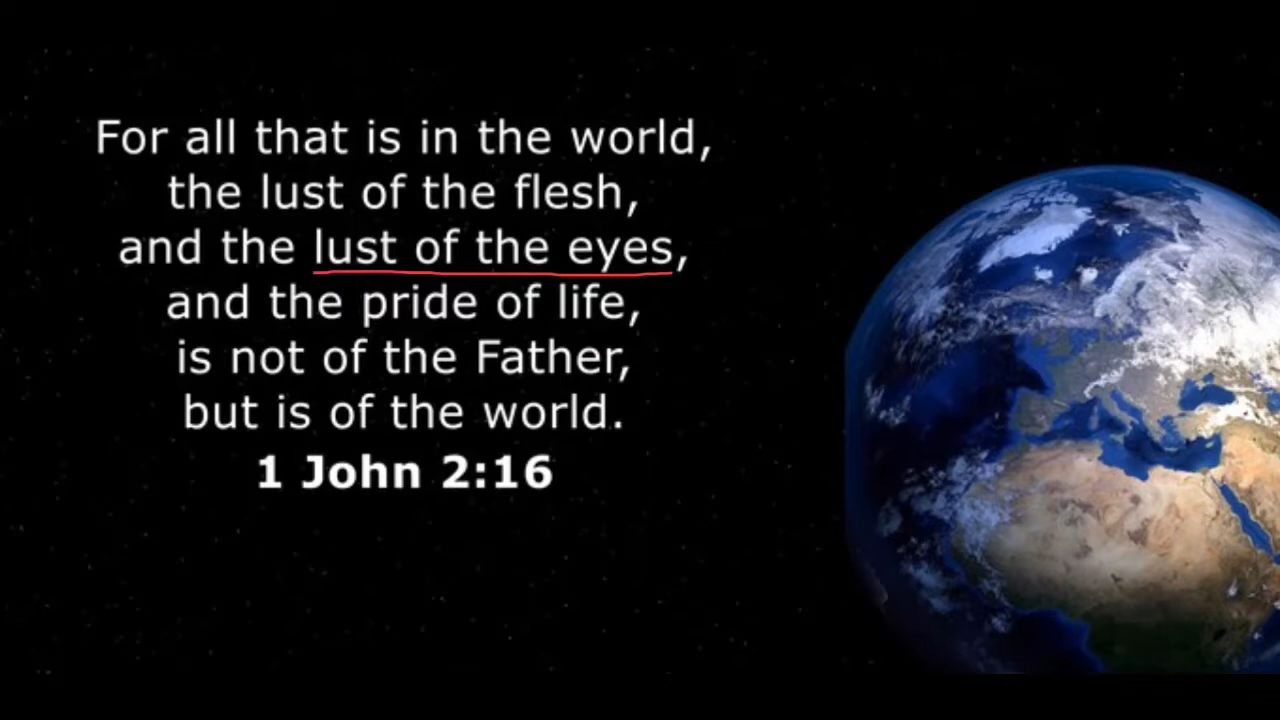 For all that is in the world,
the lust of the flesh,
and the lust of the eyes,
and the pride of life,
is not of the Father,
but is of the world.
1 John 2:16